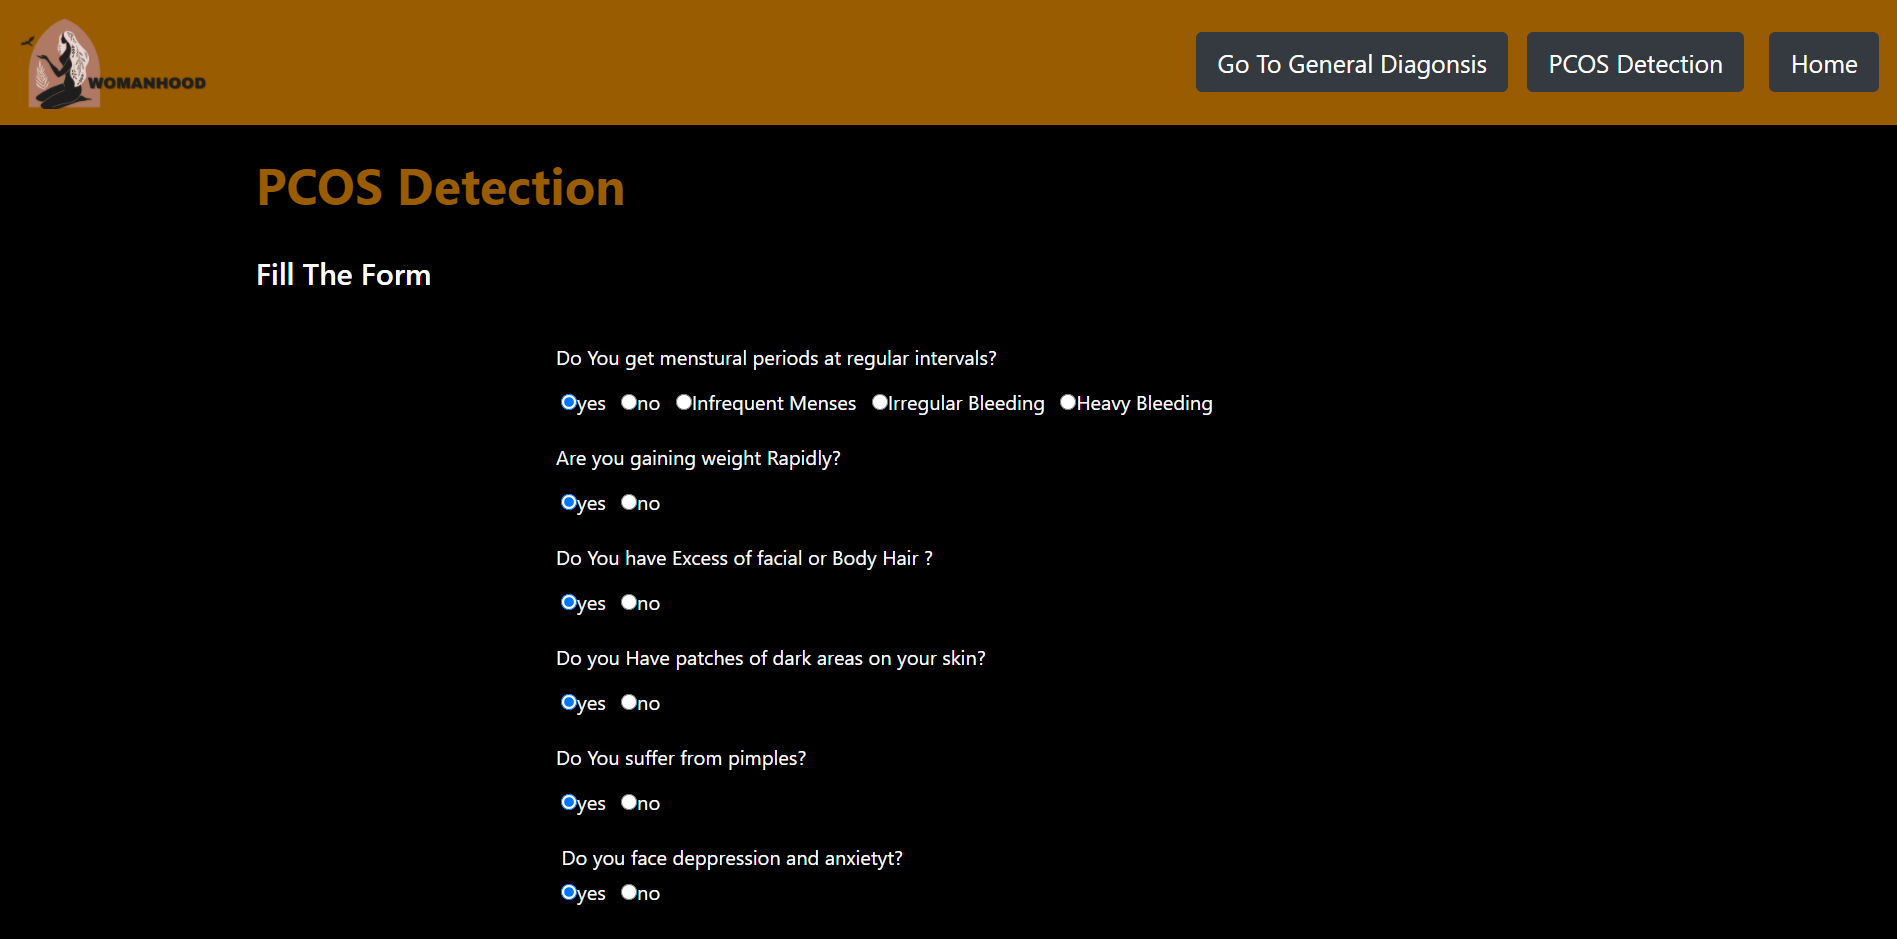 WOMANHOOD
Go To General Diagonsis PCOS Detection Home
PCOS Detection
Fill The Form
Do You get menstural periods at regular intervals?
yes no Infrequent Menses Irregular Bleeding Heavy Bleeding
Are you gaining weight Rapidly?
yes no
Do You have Excess of facial or Body Hair ?
yes no
Do you Have patches of dark areas on your skin?
yes no
Do You suffer from pimples?
yes no
Do you face deppression and anxietyt?
yes no